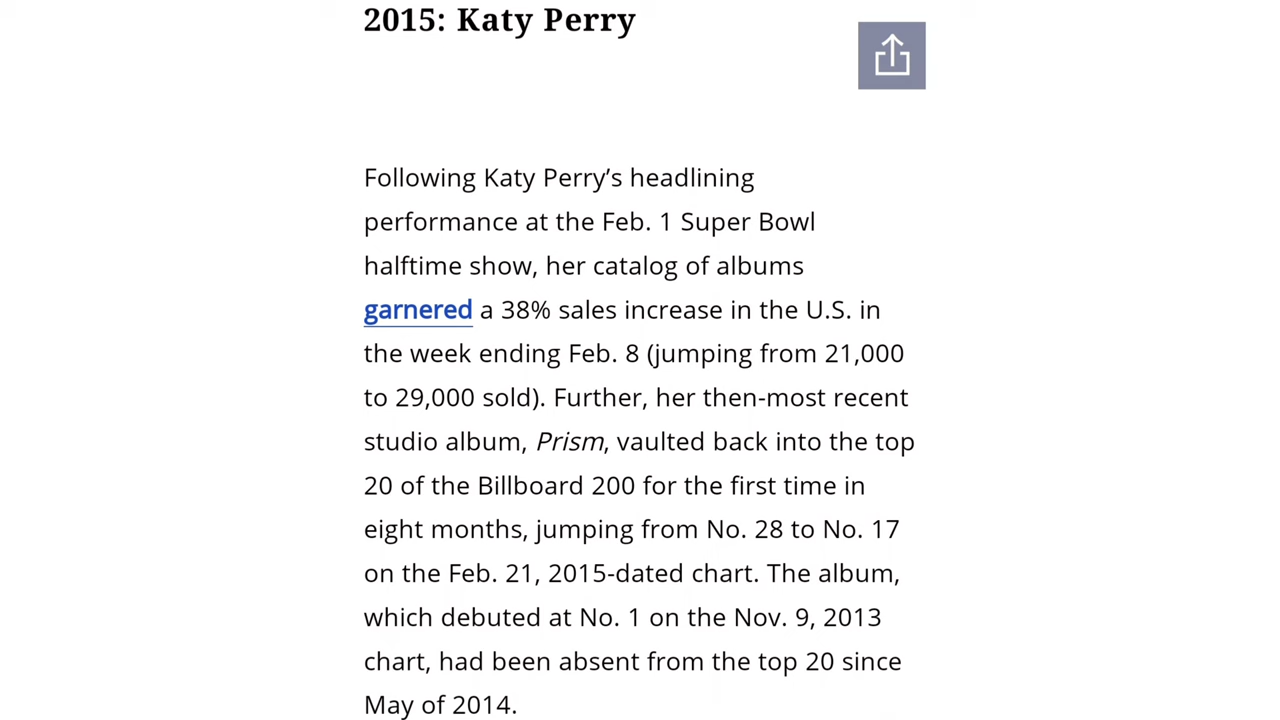 2015: Katy Perry
Following Katy Perry’s headlining
performance at the Feb. 1 Super Bowl
halftime show, her catalog of albums
garnered a 38% sales increase in the U.S. in
the week ending Feb. 8 (jumping from 21,000
to 29,000 sold). Further, her then-most recent
studio album, Prism, vaulted back into the top
20 of the Billboard 200 for the first time in
eight months, jumping from No. 28 to No. 17
on the Feb. 21, 2015-dated chart. The album,
which debuted at No. 1 on the Nov. 9, 2013
chart, had been absent from the top 20 since
May of 2014.